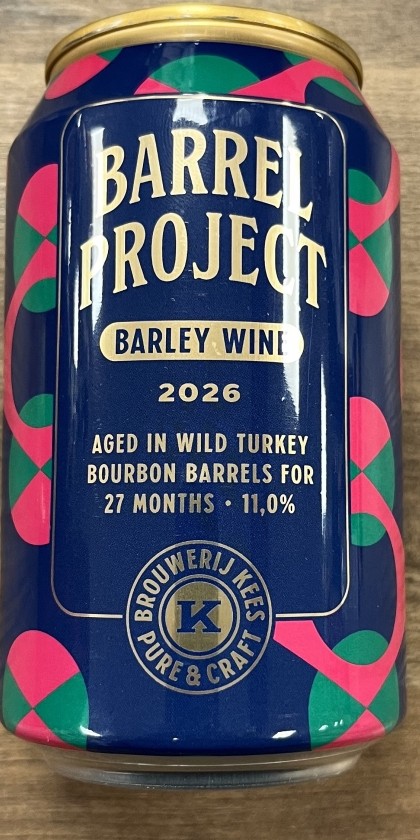 BARREL
PROJECT
BARLEY WINE
2026
AGED IN WILD TURKEY
BOURBON BARRELS FOR
27 MONTHS • 11,0%
BROUWERIJ KEES
K
PURE & CRAFT